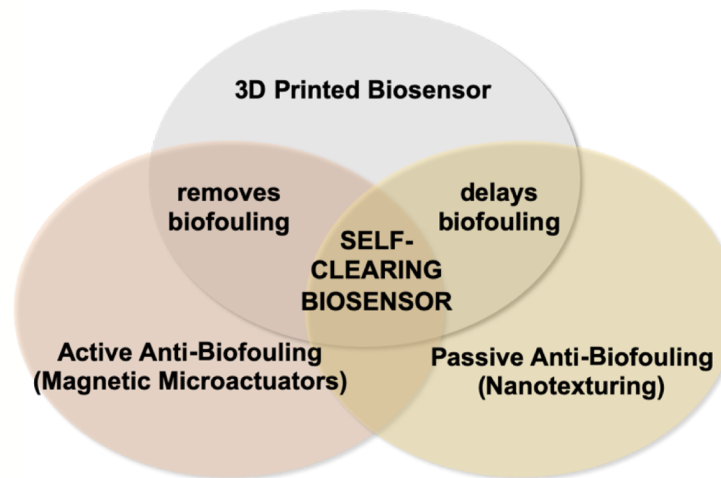 3D Printed Biosensor
removes
biofouling
delays
biofouling
SELF-
CLEARING
BIOSENSOR
Active Anti-Biofouling
(Magnetic Microactuators)
Passive Anti-Biofouling
(Nanotexturing)